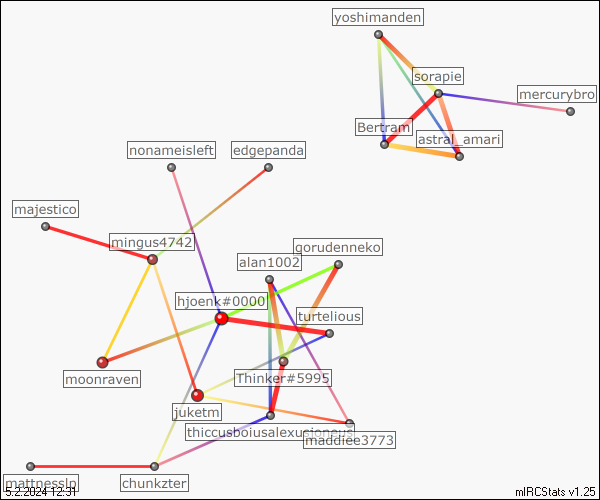 yoshimanden
sorapie
mercurybro
Bertram
astral_amari
nonameisleft
edgepanda
majestico
mingus4742
gorudenneko
alan1002
hjoenk#0000
turtelious
moonraven
Thinker#5995
juketm
thiccusboiusalexusioneus
maddiee3773
mattnesslp
chunkzter
5.2.2024 12:31
mIRCStats v1.25